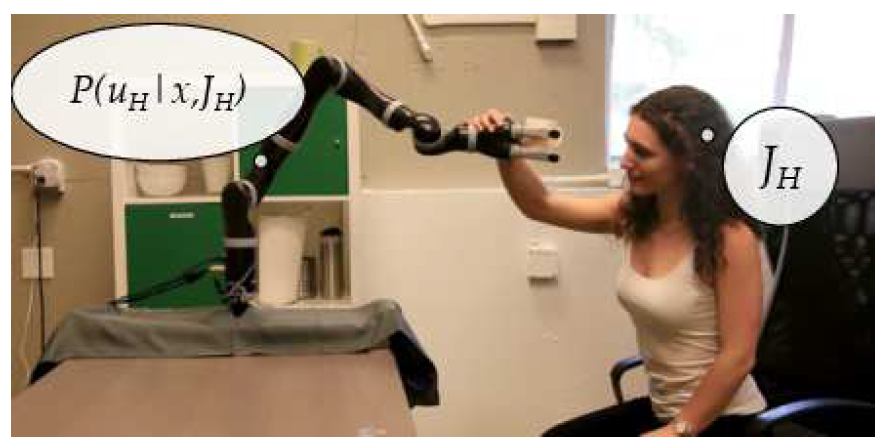 P(u_H | x, J_H)
J_H